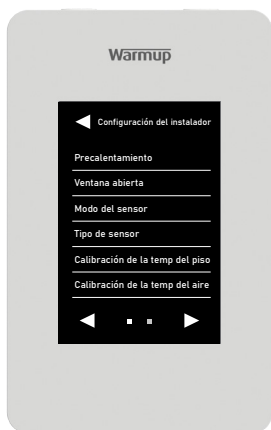 Warmup
Configuración del instalador
Precalentamiento
Ventana abierta
Modo del sensor
Tipo de sensor
Calibración de la temp del piso
Calibración de la temp del aire